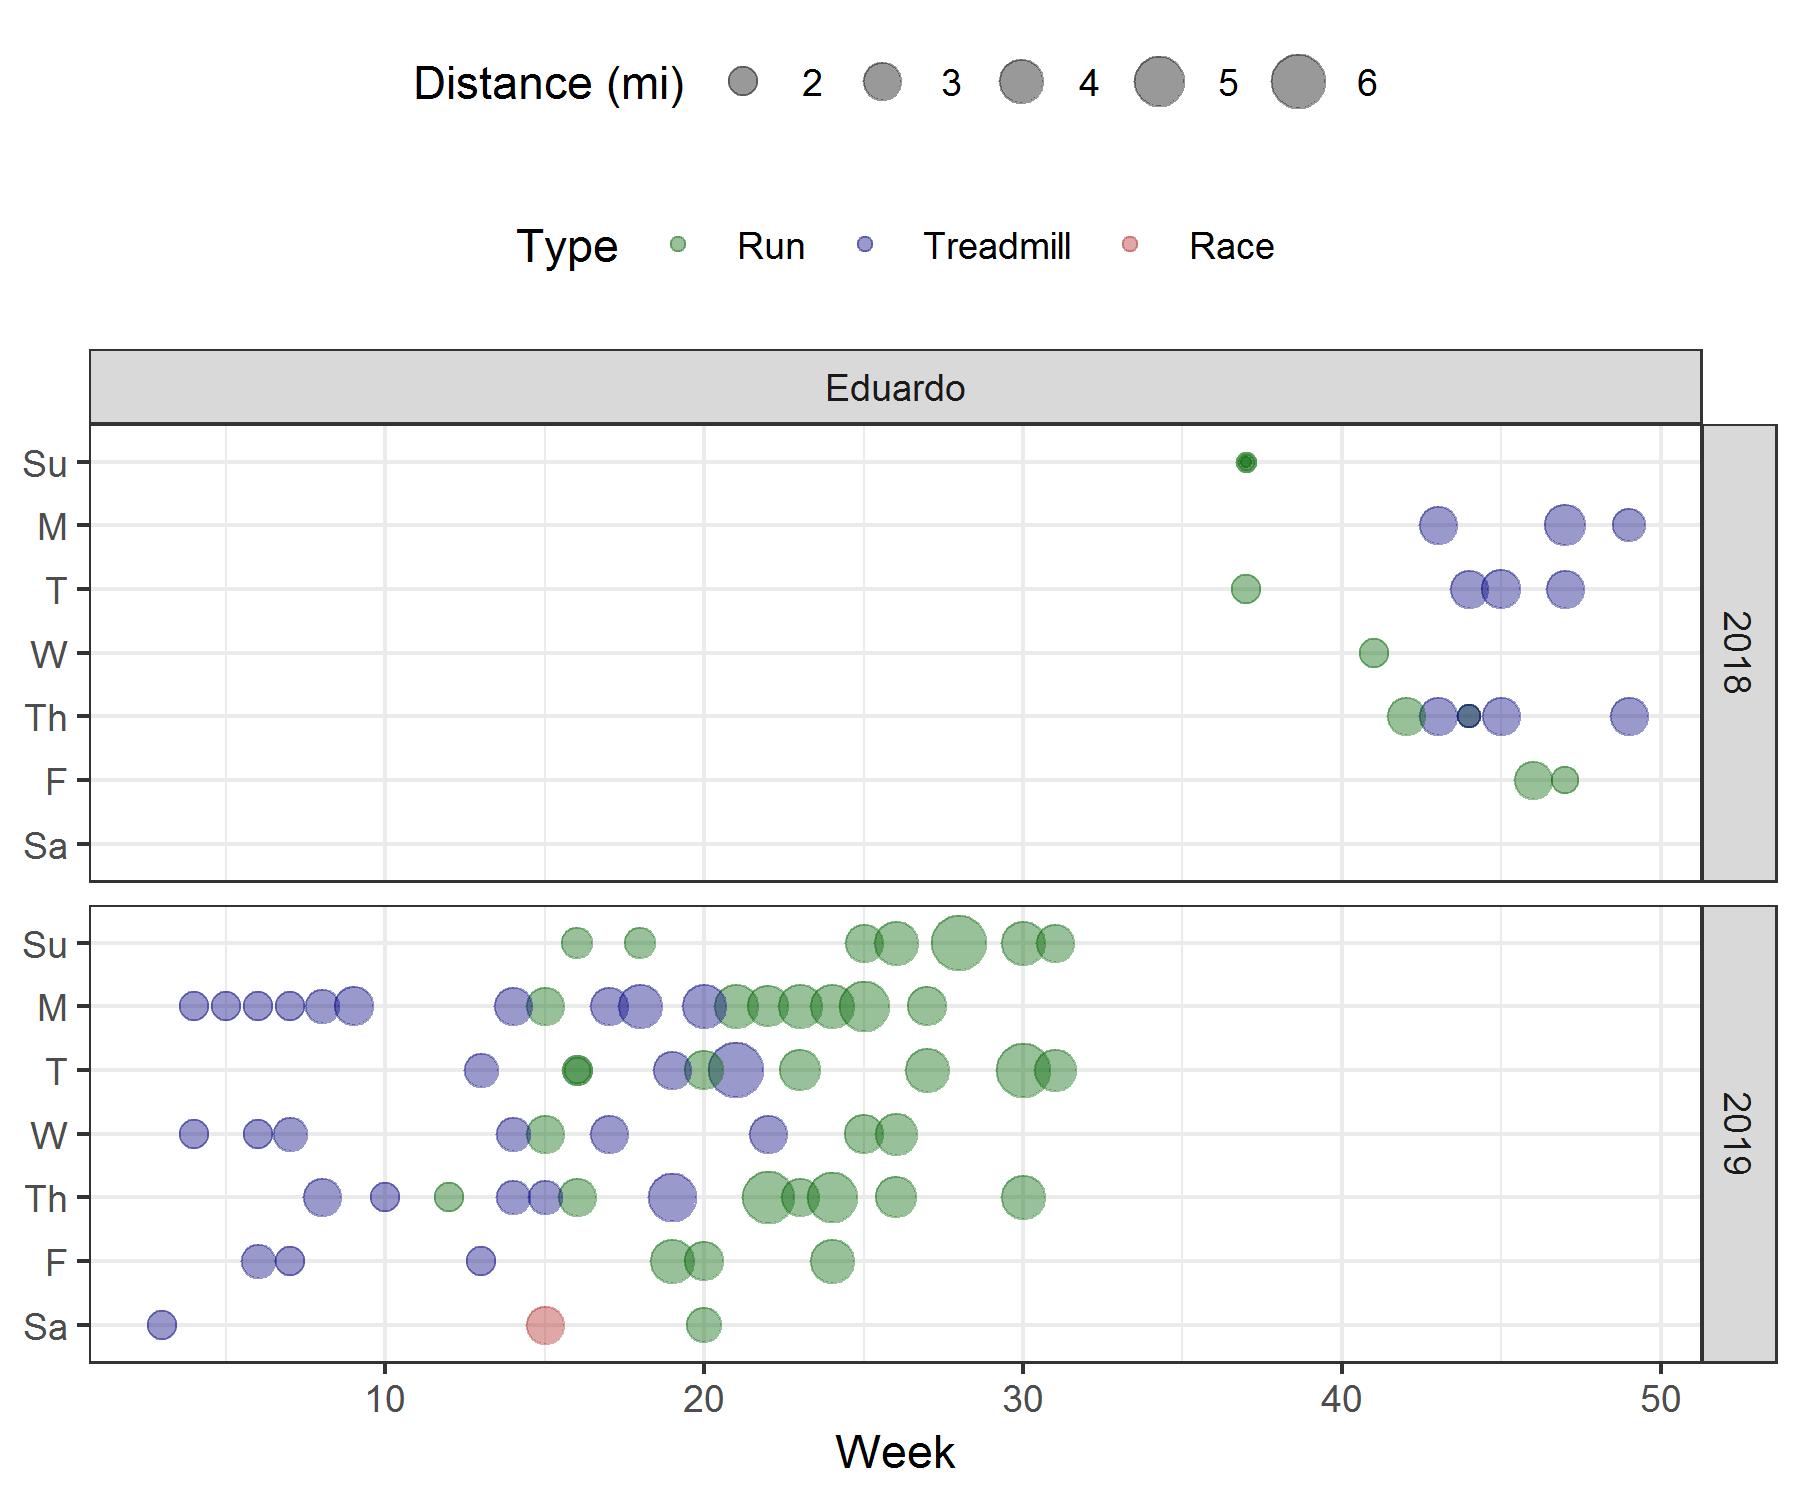 Distance (mi) 2 3 4 5 6
Type Run Treadmill Race
Eduardo
Su
M
T
W
Th
F
Sa
2018
Su
M
T
W
Th
F
Sa
2019
10 20 30 40 50
Week